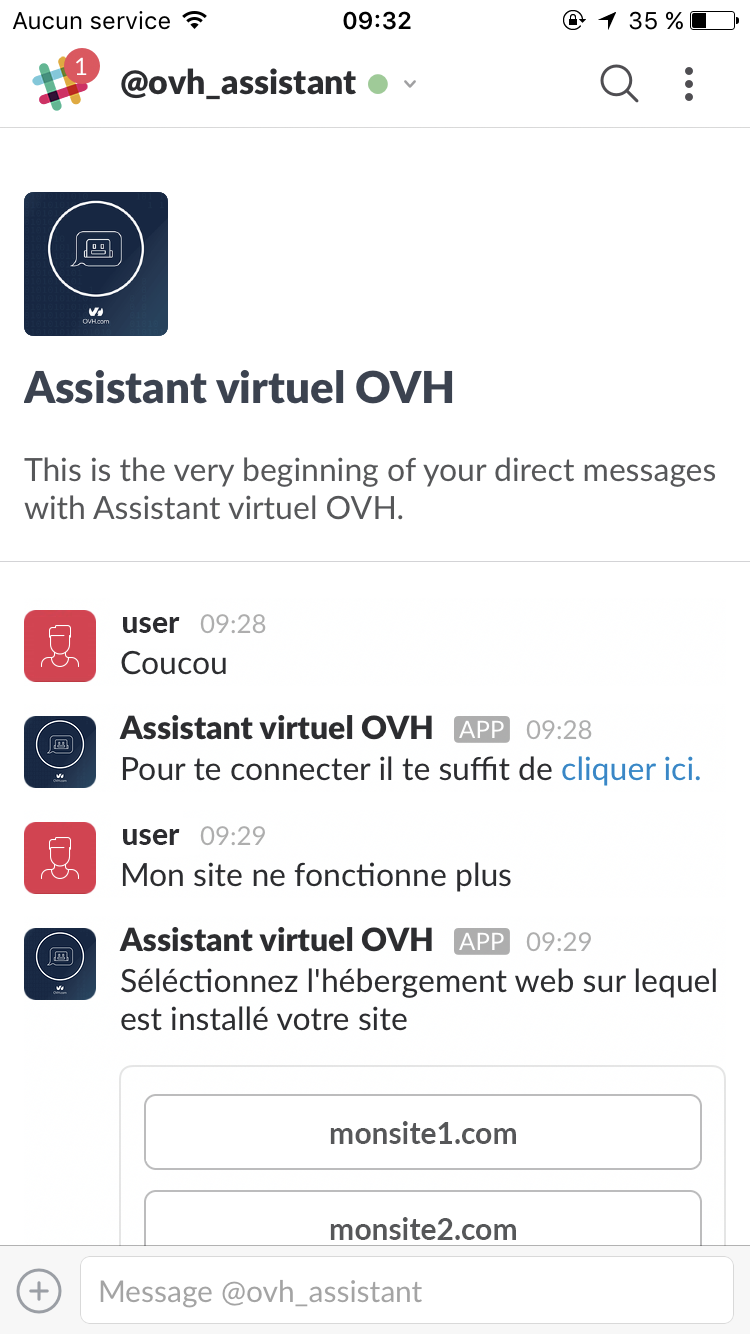 Aucun service 09:32 35 %
1
@ovh_assistant
OVH.com
Assistant virtuel OVH
This is the very beginning of your direct messages
with Assistant virtuel OVH.
user 09:28
Coucou
Assistant virtuel OVH APP 09:28
Pour te connecter il te suffit de cliquer ici.
user 09:29
Mon site ne fonctionne plus
Assistant virtuel OVH APP 09:29
Séléctionnez l'hébergement web sur lequel
est installé votre site
monsite1.com
monsite2.com
Message @ovh_assistant